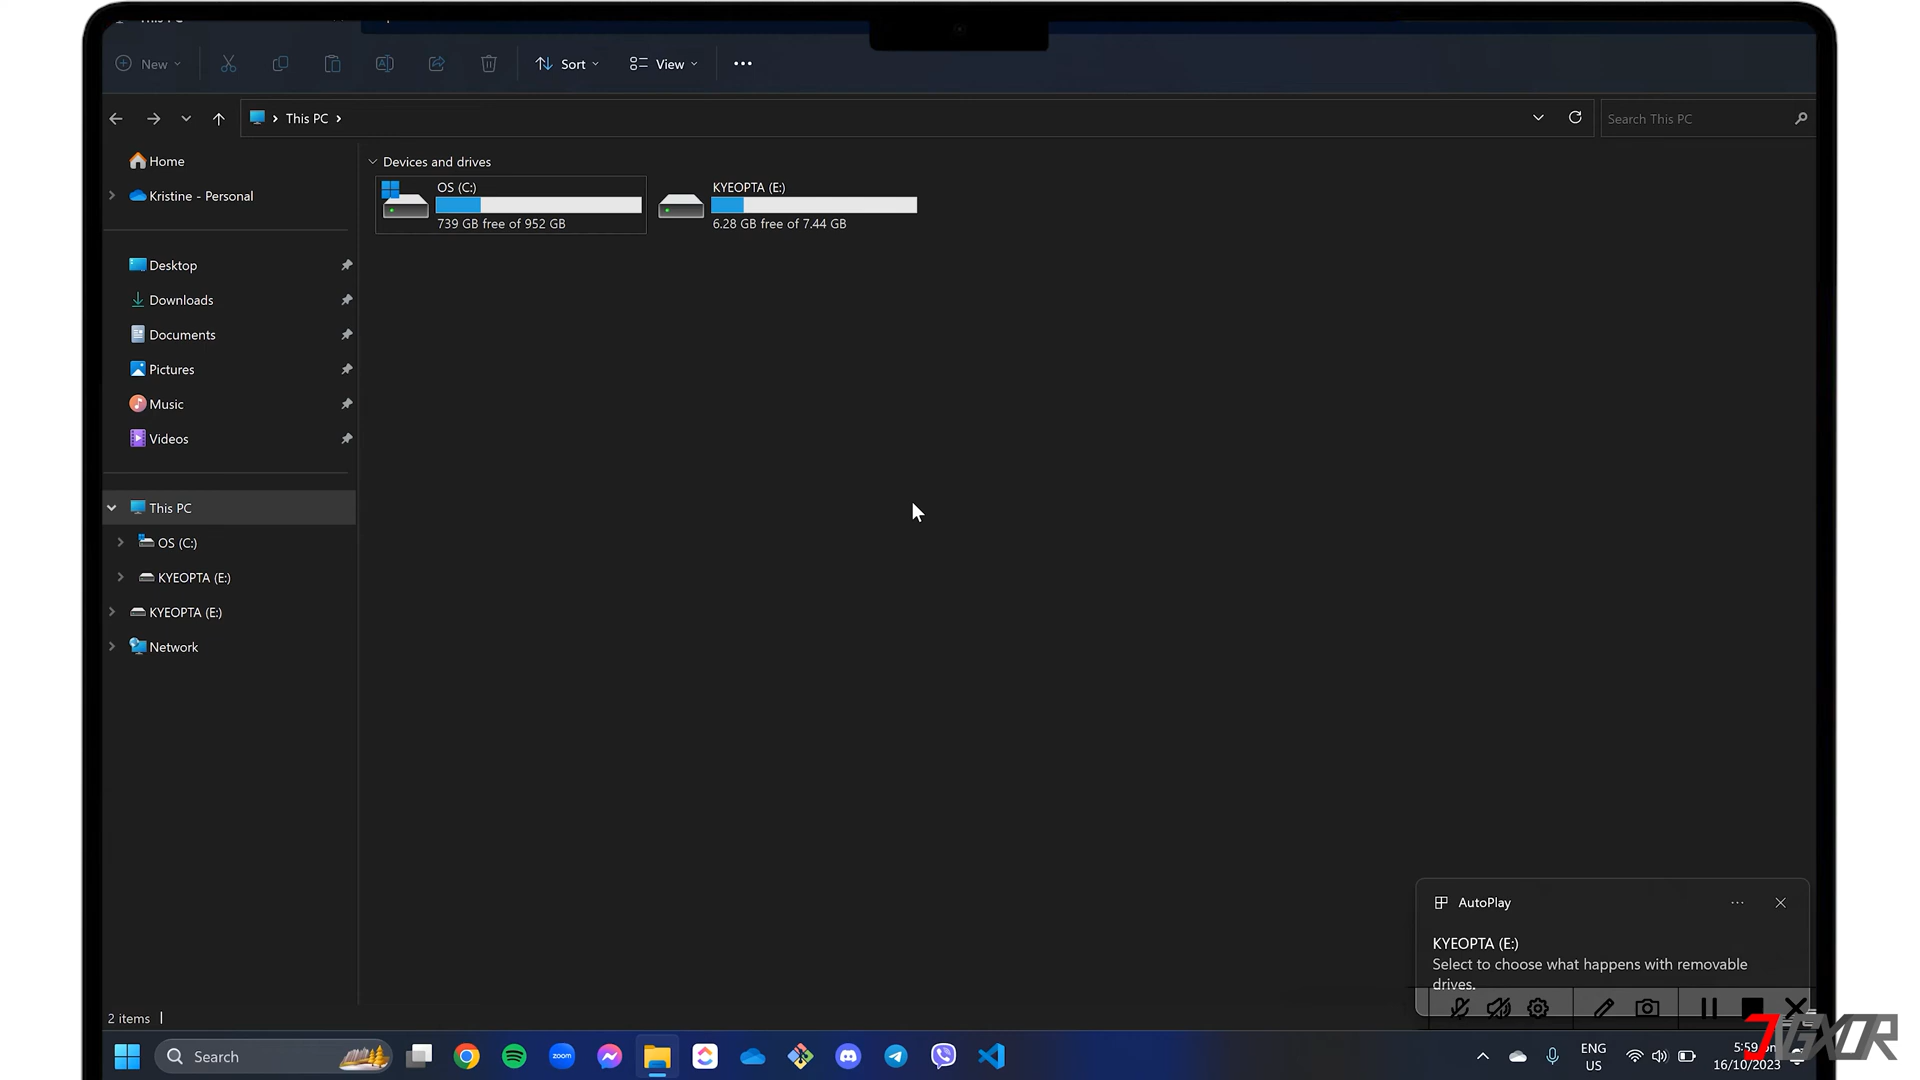 New
Sort
View
This PC
Search This PC
Home
Kristine - Personal
Desktop
Downloads
Documents
Pictures
Music
Videos
This PC
OS (C:)
KYEOPTA (E:)
KYEOPTA (E:)
Network
Devices and drives
OS (C:)
739 GB free of 952 GB
KYEOPTA (E:)
6.28 GB free of 7.44 GB
AutoPlay
KYEOPTA (E:)
Select to choose what happens with removable
drives.
2 items
Search
zoom
ENG
US
5:59
16/10/2023